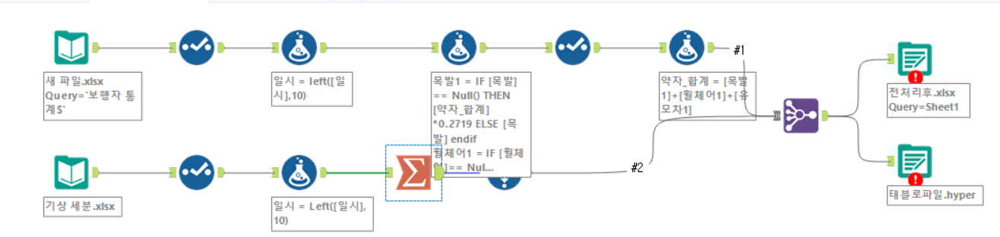 #1
새 파일.xlsx
Query=`보행자 통
계$`
일시 = left([일
시],10)
목발1 = IF [목발]
== Null() THEN
[약자_합계]
*0.2719 ELSE [목
발] endif
휠체어1 = IF [휠체
어]== Nul...
약자_합계 = [목발
1]+[휠체어1]+[유
모차1]
전처리후.xlsx
Query=Sheet1
#2
기상 세분.xlsx
일시 = Left([일시],
10)
태블로파일.hyper